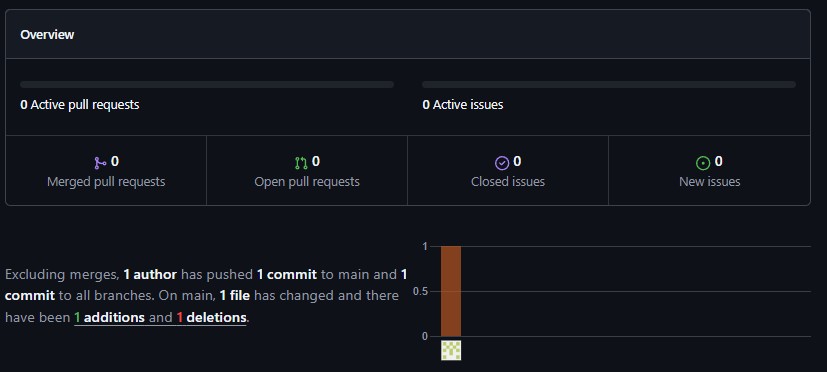 Overview
0 Active pull requests
0 Active issues
0
Merged pull requests
0
Open pull requests
0
Closed issues
0
New issues
Excluding merges, 1 author has pushed 1 commit to main and 1
commit to all branches. On main, 1 file has changed and there
have been 1 additions and 1 deletions.
1
0.5
0